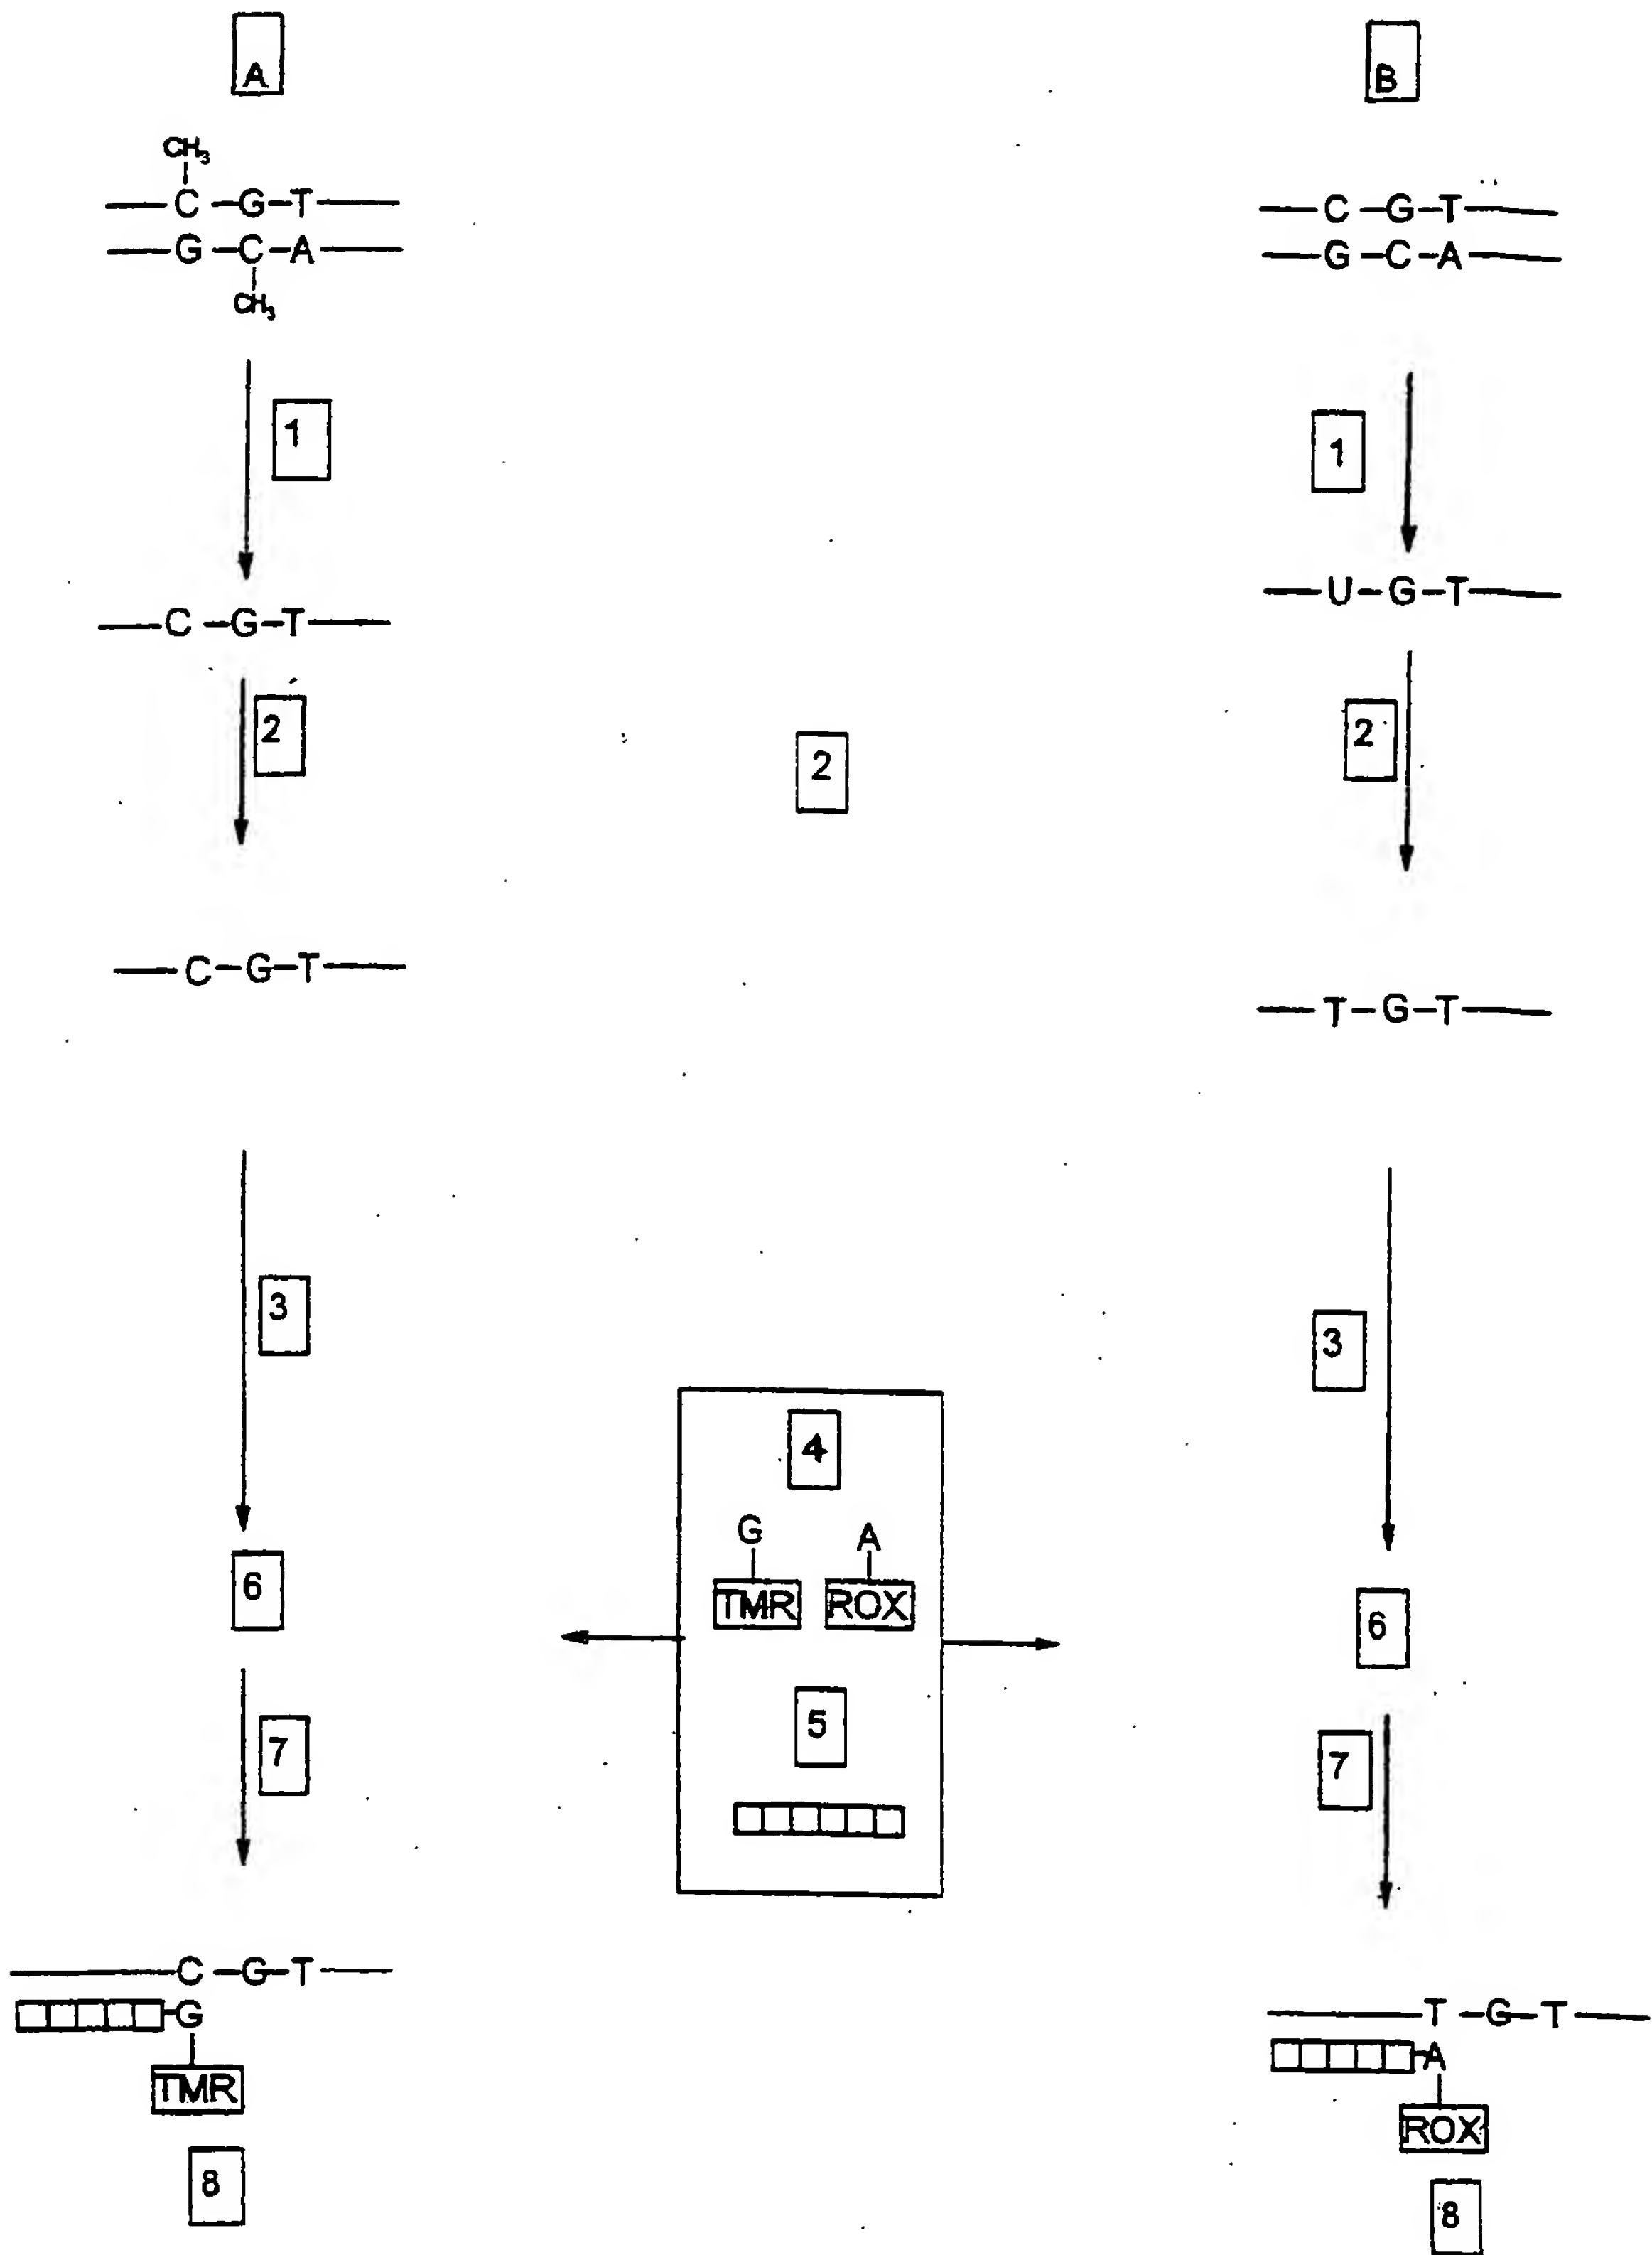 A B
CH3
C-G-T C-G-T
G-C-A G-C-A
CH3
1 1
C-G-T U-G-T
2 2 2
C-G-T T-G-T
3 3
4
G A
TMR ROX
6 6
5
7 7
C-G-T T-G-T
G A
TMR ROX
8 8